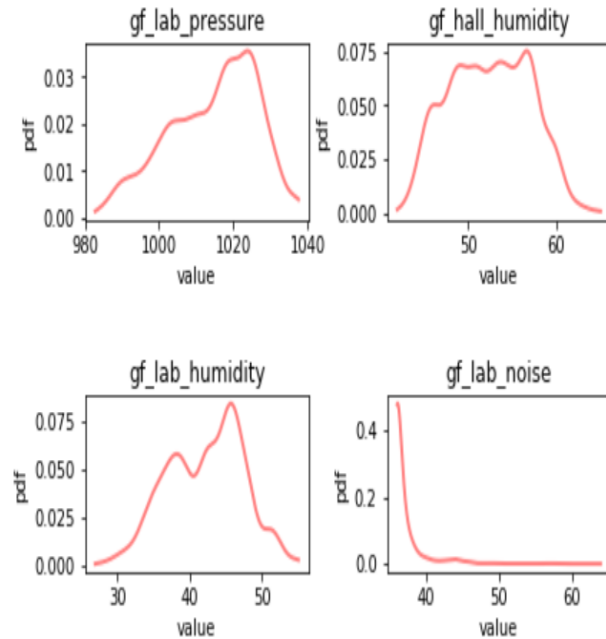 gf_lab_pressure
pdf
0.03
0.02
0.01
0.00
980 1000 1020 1040
value
gf_hall_humidity
pdf
0.075
0.050
0.025
0.000
50 60
value
gf_lab_humidity
pdf
0.075
0.050
0.025
0.000
30 40 50
value
gf_lab_noise
pdf
0.4
0.2
0.0
40 50 60
value